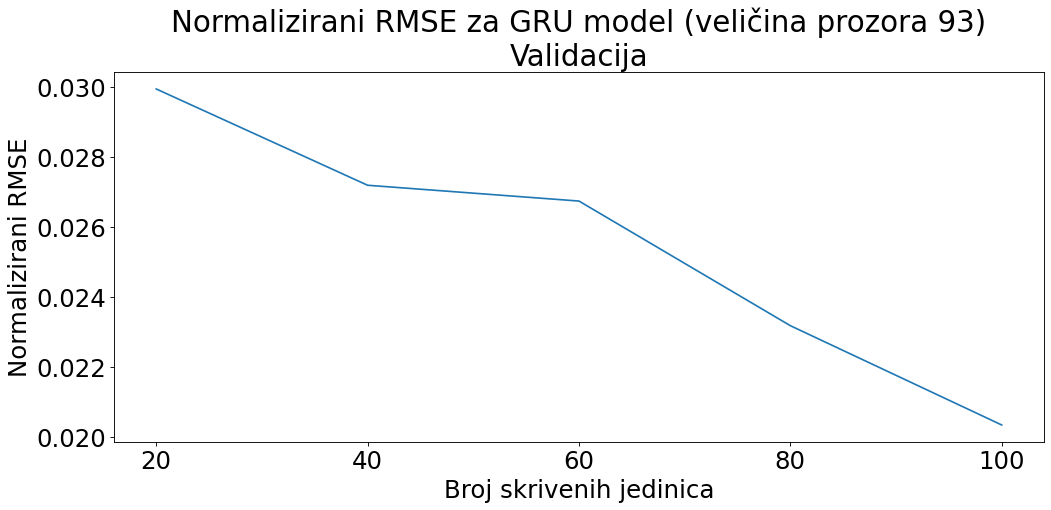 Normalizirani RMSE za GRU model (veličina prozora 93)
Validacija
Normalizirani RMSE
0.030
0.028
0.026
0.024
0.022
0.020
20 40 60 80 100
Broj skrivenih jedinica